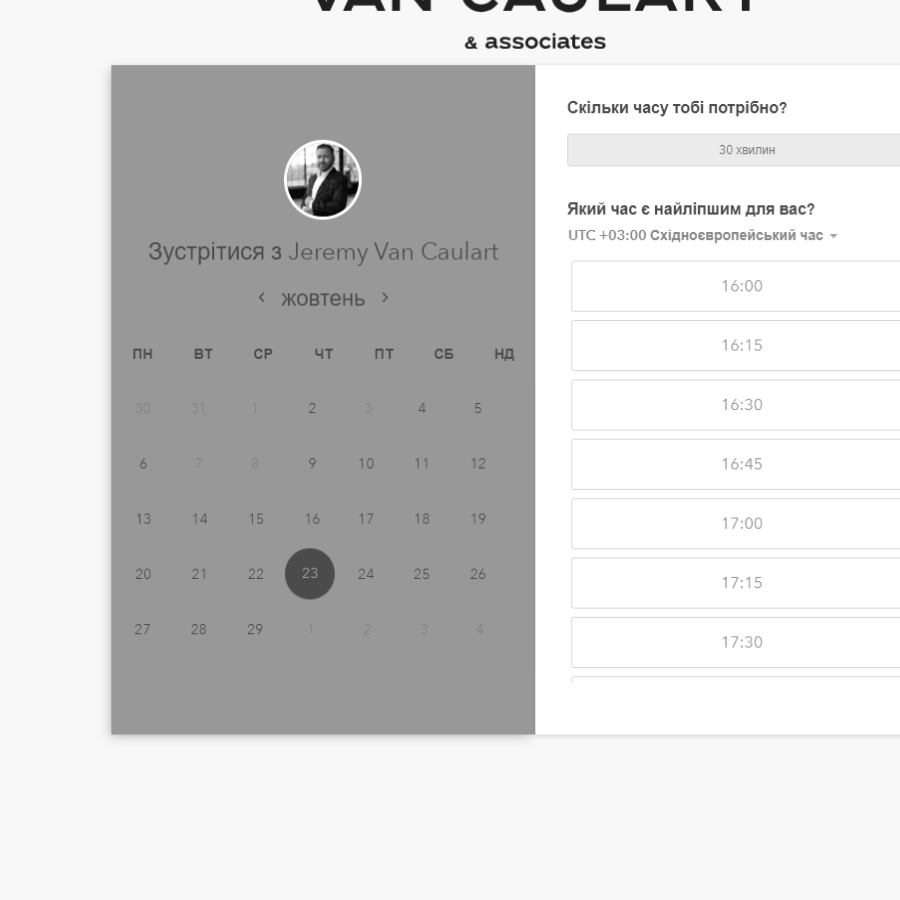 VAN CAULART
& associates
Зустрітися з Jeremy Van Caulart
жовтень
ПН ВТ СР ЧТ ПТ СБ НД
30 31 1 2 3 4 5
6 7 8 9 10 11 12
13 14 15 16 17 18 19
20 21 22 23 24 25 26
27 28 29 1 2 3 4
Скільки часу тобі потрібно?
30 хвилин
Який час є найліпшим для вас?
UTC +03:00 Східноєвропейський час
16:00
16:15
16:30
16:45
17:00
17:15
17:30